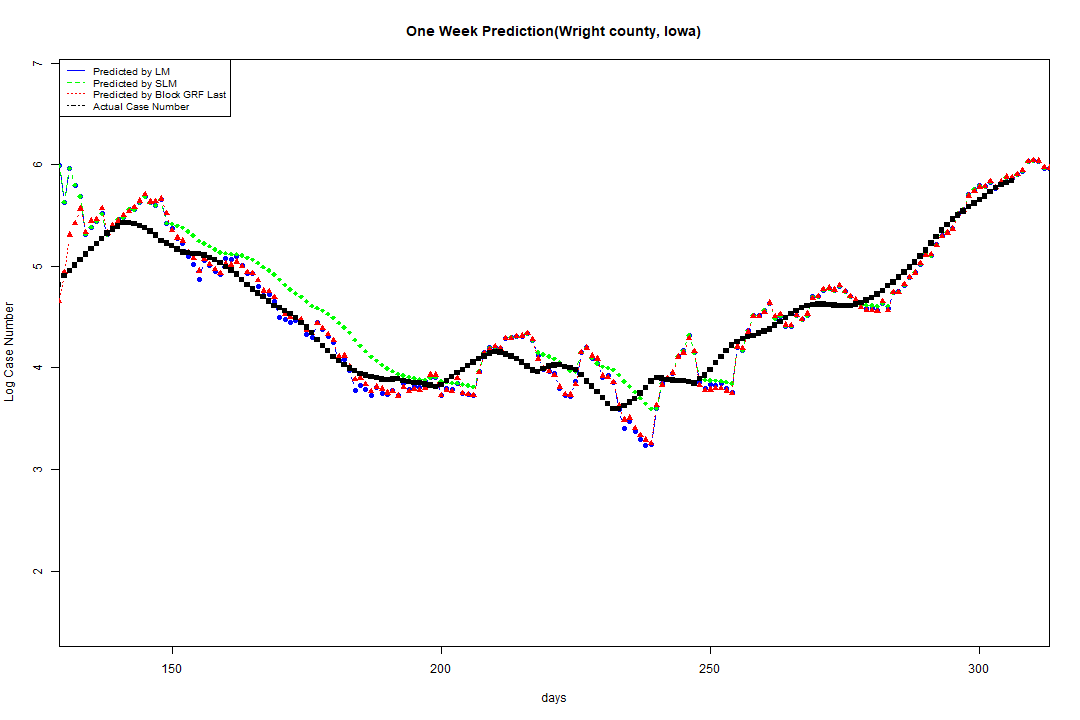 One Week Prediction(Wright county, Iowa)
7
Predicted by LM
Predicted by SLM
Predicted by Block GRF Last
Actual Case Number
6
5
4
3
2
Log Case Number
150
200
250
300
days